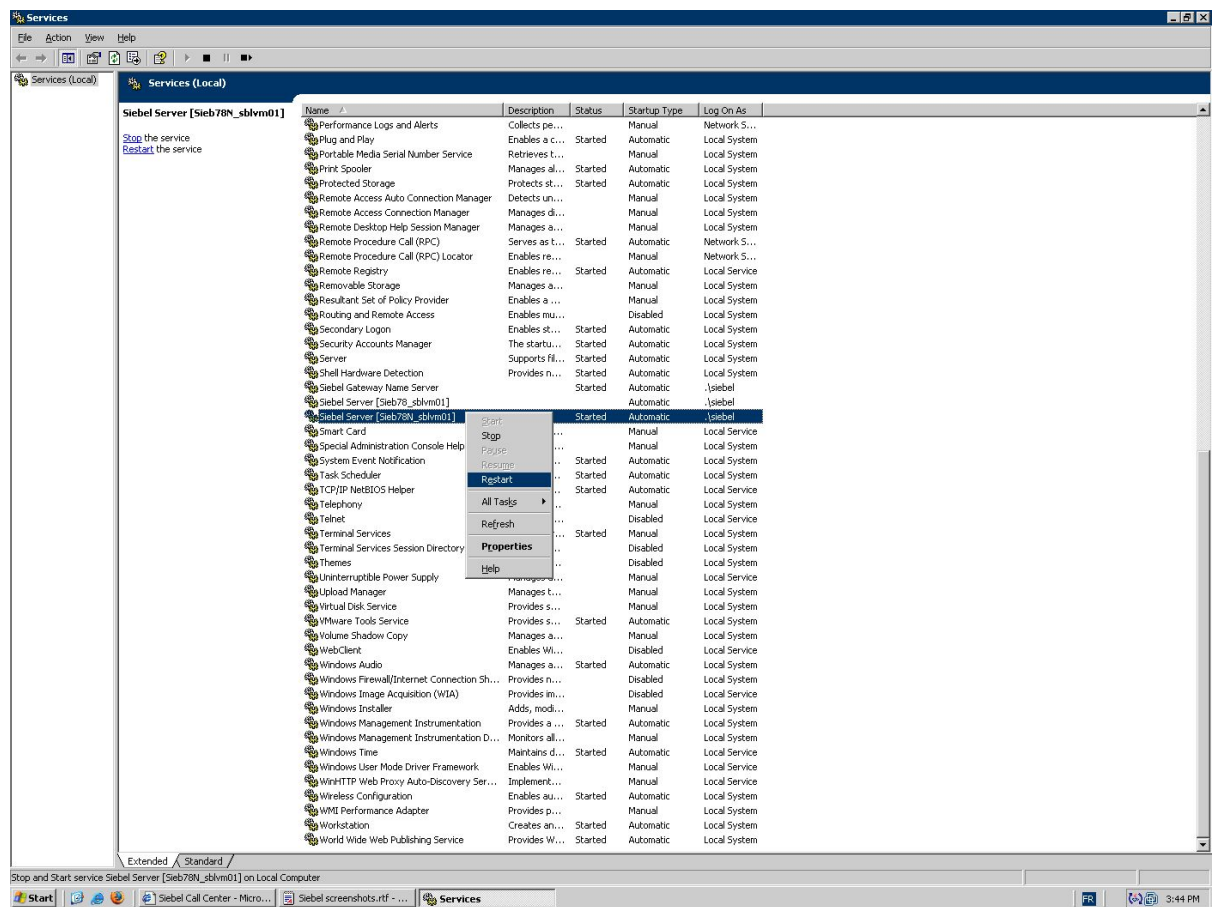 Services
File Action View Help
Services (Local)
Services (Local)
Siebel Server [Sieb78N_sblvm01]
Stop the service
Restart the service
Name Description Status Startup Type Log On As
Performance Logs and Alerts Collects pe... Manual Network S...
Plug and Play Enables a c... Started Automatic Local System
Portable Media Serial Number Service Retrieves t... Manual Local System
Print Spooler Manages al... Started Automatic Local System
Protected Storage Protects st... Started Automatic Local System
Remote Access Auto Connection Manager Detects un... Manual Local System
Remote Access Connection Manager Manages di... Manual Local System
Remote Desktop Help Session Manager Manages a... Manual Local System
Remote Procedure Call (RPC) Serves as t... Started Automatic Network S...
Remote Procedure Call (RPC) Locator Enables re... Manual Network S...
Remote Registry Enables re... Started Automatic Local Service
Removable Storage Manages a... Manual Local System
Resultant Set of Policy Provider Enables a ... Manual Local System
Routing and Remote Access Enables mu... Disabled Local System
Secondary Logon Enables st... Started Automatic Local System
Security Accounts Manager The startu... Started Automatic Local System
Server Supports fil... Started Automatic Local System
Shell Hardware Detection Provides n... Started Automatic Local System
Siebel Gateway Name Server Started Automatic .\siebel
Siebel Server [Sieb78_sblvm01] Automatic .\siebel
Siebel Server [Sieb78N_sblvm01] Started Automatic .\siebel
Smart Card ... Manual Local Service
Special Administration Console Help ... Manual Local System
System Event Notification .. Started Automatic Local System
Task Scheduler .. Started Automatic Local System
TCP/IP NetBIOS Helper .. Started Automatic Local Service
Telephony .. Manual Local System
Telnet ... Disabled Local Service
Terminal Services ... Started Manual Local System
Terminal Services Session Directory .. Disabled Local System
Themes .. Disabled Local System
Uninterruptible Power Supply Manual Local Service
Upload Manager Manages t... Manual Local System
Virtual Disk Service Provides s... Manual Local System
VMware Tools Service Provides s... Started Automatic Local System
Volume Shadow Copy Manages a... Manual Local System
WebClient Enables Wi... Disabled Local Service
Windows Audio Manages a... Started Automatic Local System
Windows Firewall/Internet Connection Sh... Provides n... Disabled Local System
Windows Image Acquisition (WIA) Provides im... Disabled Local Service
Windows Installer Adds, modi... Manual Local System
Windows Management Instrumentation Provides a ... Started Automatic Local System
Windows Management Instrumentation D... Monitors all... Manual Local System
Windows Time Maintains d... Started Automatic Local Service
Windows User Mode Driver Framework Enables Wi... Manual Local Service
WinHTTP Web Proxy Auto-Discovery Ser... Implement... Manual Local Service
Wireless Configuration Enables au... Started Automatic Local System
WMI Performance Adapter Provides p... Manual Local System
Workstation Creates an... Started Automatic Local System
World Wide Web Publishing Service Provides W... Started Automatic Local System
Start
Stop
Pause
Resume
Restart
All Tasks
Refresh
Properties
Help
Extended Standard
Stop and Start service Siebel Server [Sieb78N_sblvm01] on Local Computer
Start Siebel Call Center - Micro... Siebel screenshots.rtf - ... Services FR 3:44 PM